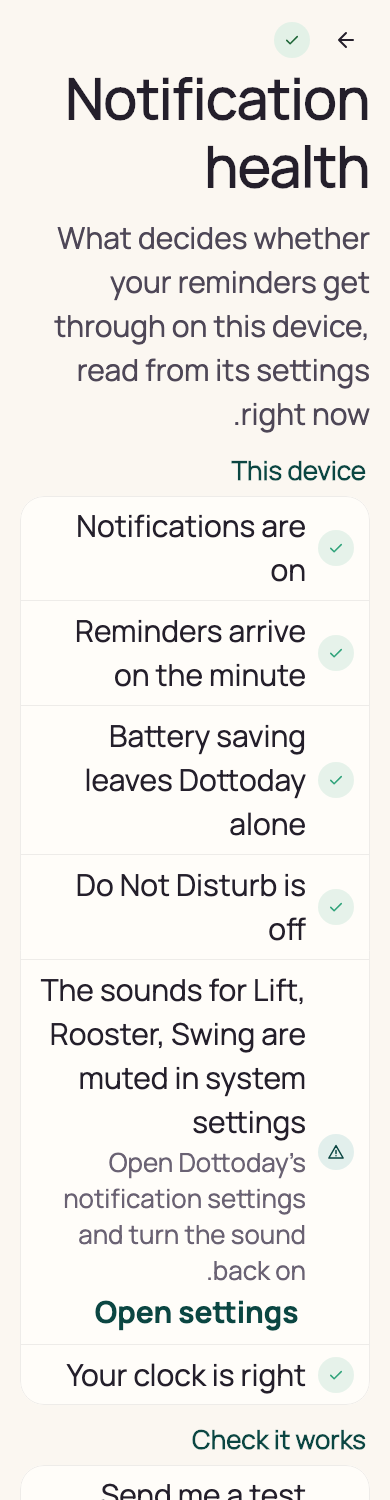 Notification
health
What decides whether
your reminders get
through on this device,
read from its settings
.right now
This device
Notifications are
on
Reminders arrive
on the minute
Battery saving
leaves Dottoday
alone
Do Not Disturb is
off
The sounds for Lift,
Rooster, Swing are
muted in system
settings
Open Dottoday's
notification settings
and turn the sound
.back on
Open settings
Your clock is right
Check it works
Send me a test